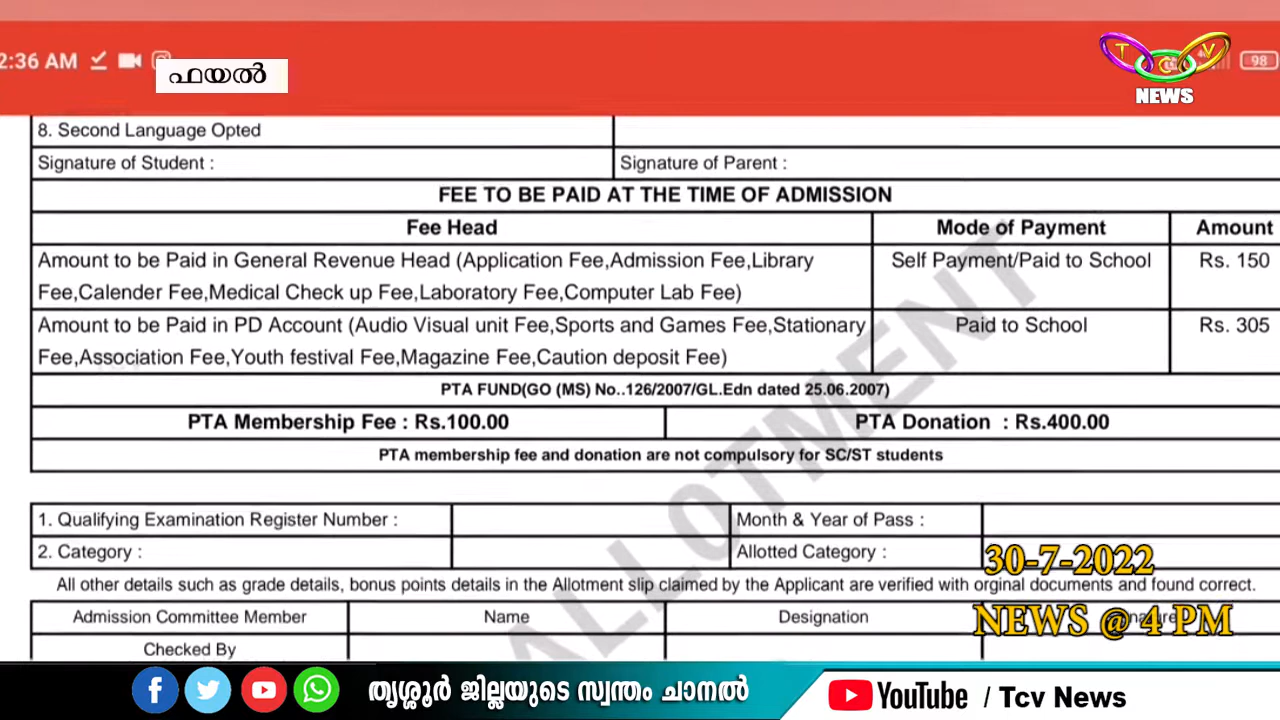 2:36 AM
98
ഫയൽ
T C V
NEWS
8. Second Language Opted
Signature of Student :
Signature of Parent :
FEE TO BE PAID AT THE TIME OF ADMISSION
Fee Head
Mode of Payment
Amount
Amount to be Paid in General Revenue Head (Application Fee,Admission Fee,Library
Fee,Calender Fee,Medical Check up Fee,Laboratory Fee,Computer Lab Fee)
Self Payment/Paid to School
Rs. 150
Amount to be Paid in PD Account (Audio Visual unit Fee,Sports and Games Fee,Stationary
Fee,Association Fee,Youth festival Fee,Magazine Fee,Caution deposit Fee)
Paid to School
Rs. 305
PTA FUND(GO (MS) No..126/2007/GL.Edn dated 25.06.2007)
PTA Membership Fee : Rs.100.00
PTA Donation : Rs.400.00
PTA membership fee and donation are not compulsory for SC/ST students
ALLOTMENT
1. Qualifying Examination Register Number :
Month & Year of Pass :
2. Category :
Allotted Category :
30-7-2022
All other details such as grade details, bonus points details in the Allotment slip claimed by the Applicant are verified with orginal documents and found correct.
Admission Committee Member
Name
Designation
NEWS @ 4 PM
Checked By
തൃശ്ശൂർ ജില്ലയുടെ സ്വന്തം ചാനൽ
YouTube / Tcv News